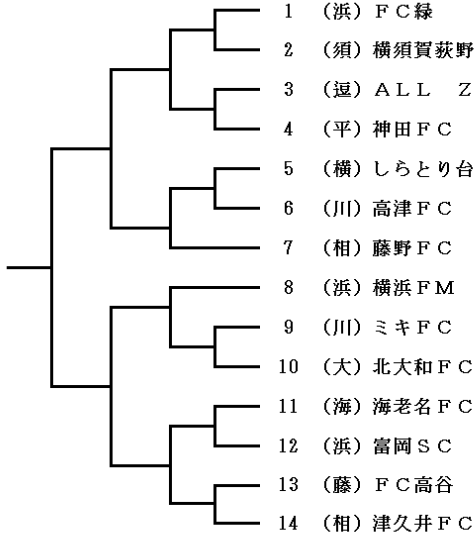 1 （浜）ＦＣ緑
2 （須）横須賀荻野
3 （逗）ＡＬＬ　Ｚ
4 （平）神田ＦＣ
5 （横）しらとり台
6 （川）高津ＦＣ
7 （相）藤野ＦＣ
8 （浜）横浜ＦＭ
9 （川）ミキＦＣ
10 （大）北大和ＦＣ
11 （海）海老名ＦＣ
12 （浜）富岡ＳＣ
13 （藤）ＦＣ高谷
14 （相）津久井ＦＣ